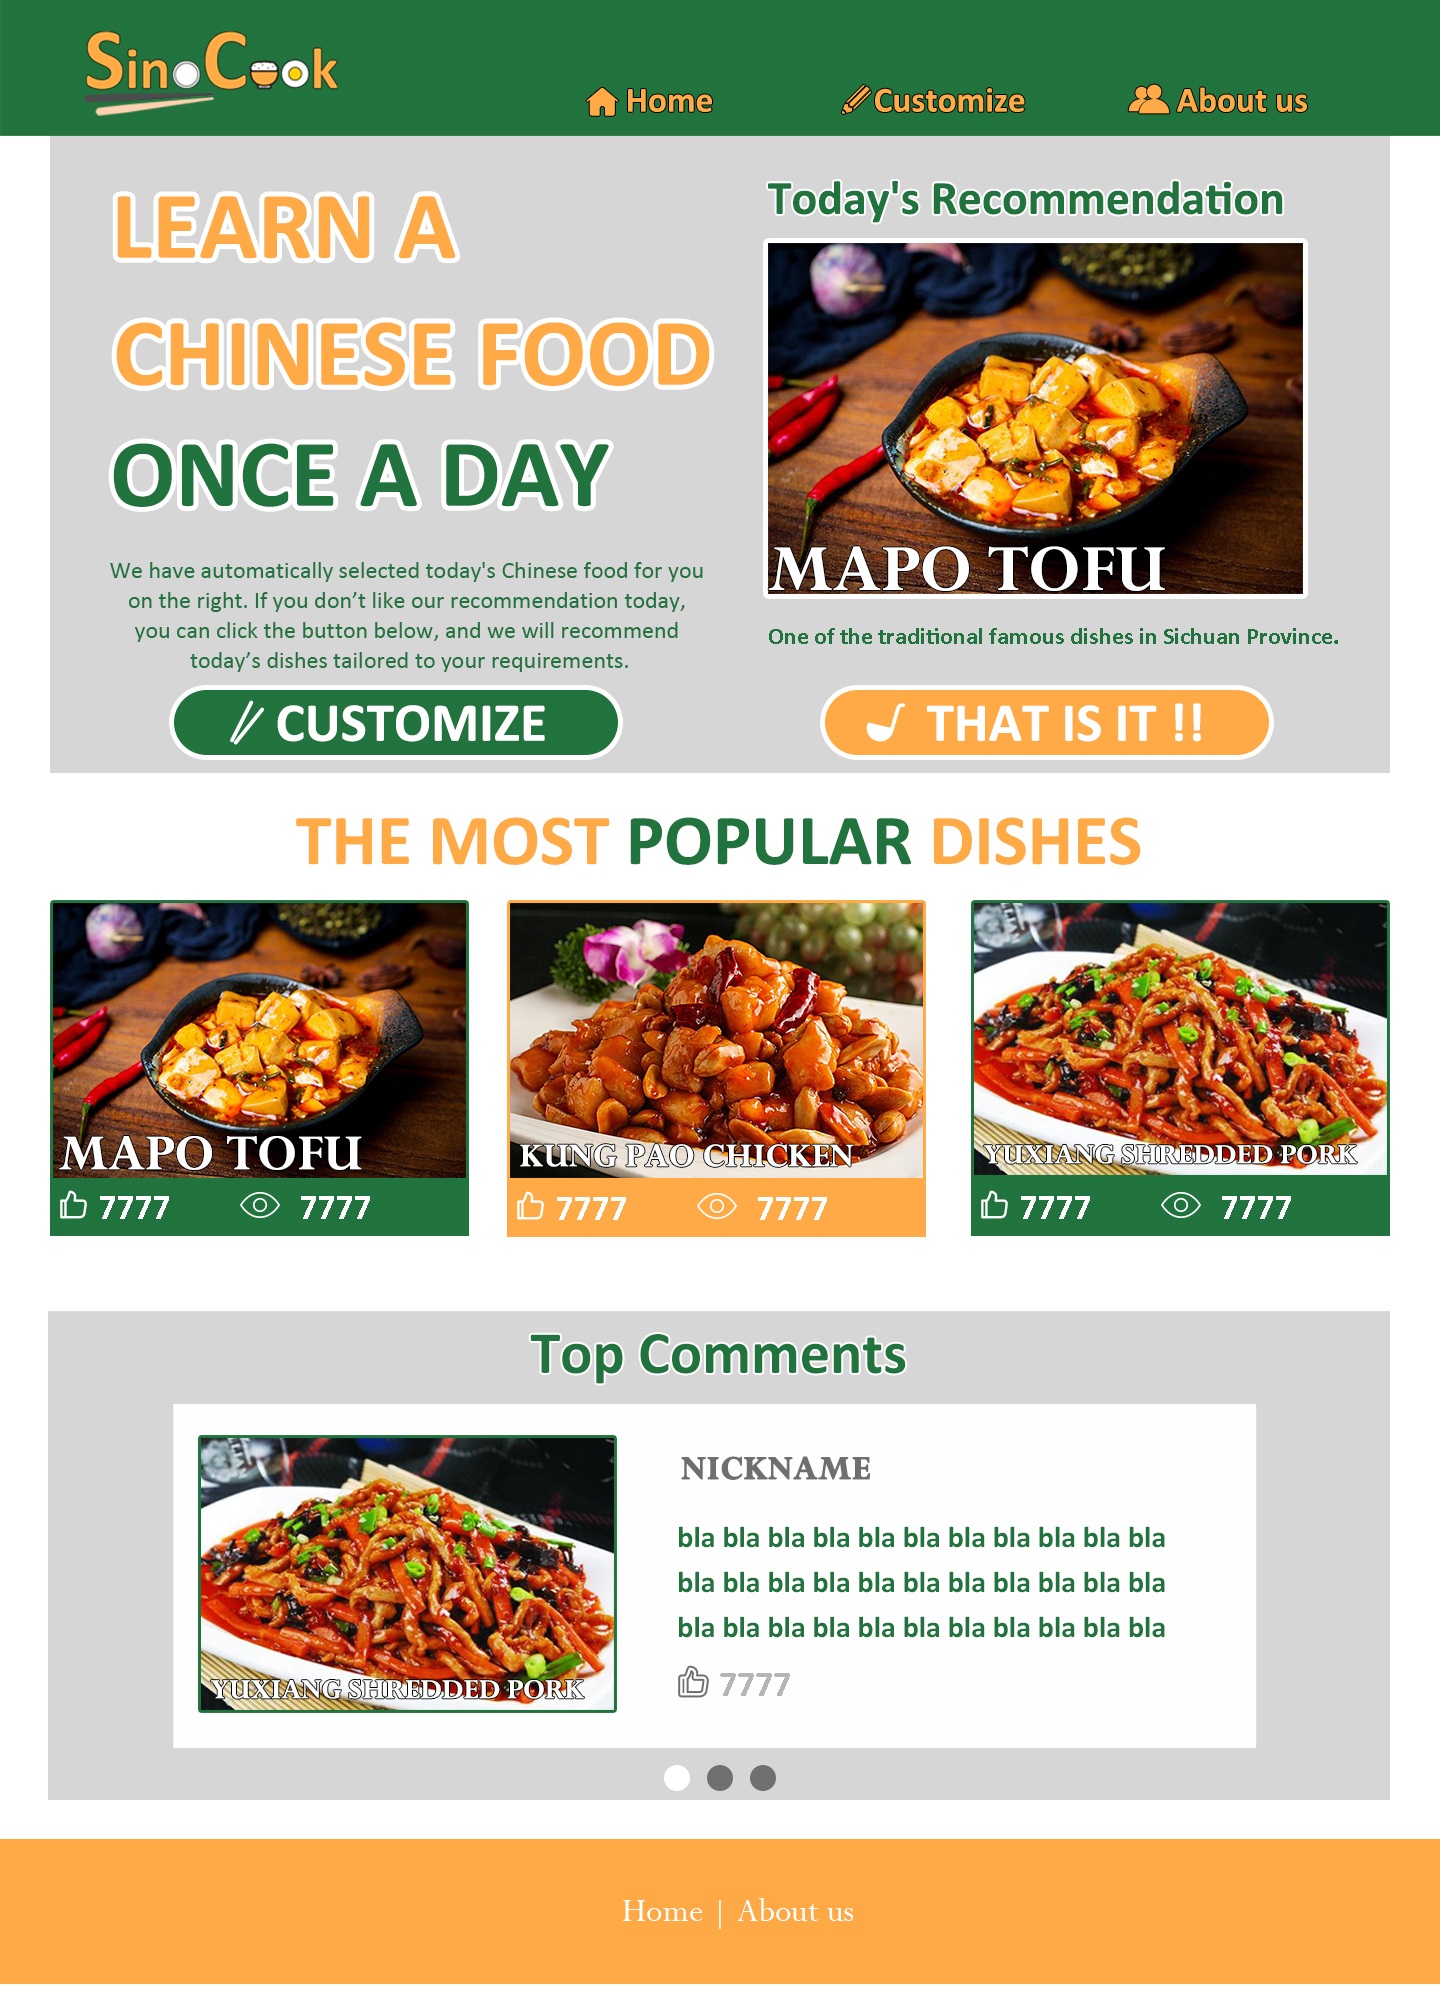 SinoCook
Home
Customize
About us
LEARN A
CHINESE FOOD
ONCE A DAY
We have automatically selected today's Chinese food for you
on the right. If you don’t like our recommendation today,
you can click the button below, and we will recommend
today’s dishes tailored to your requirements.
CUSTOMIZE
Today's Recommendation
MAPO TOFU
One of the traditional famous dishes in Sichuan Province.
THAT IS IT !!
THE MOST POPULAR DISHES
MAPO TOFU
7777 7777
KUNG PAO CHICKEN
7777 7777
YUXIANG SHREDDED PORK
7777 7777
Top Comments
YUXIANG SHREDDED PORK
NICKNAME
bla bla bla bla bla bla bla bla bla bla bla
bla bla bla bla bla bla bla bla bla bla bla
bla bla bla bla bla bla bla bla bla bla bla
7777
Home | About us